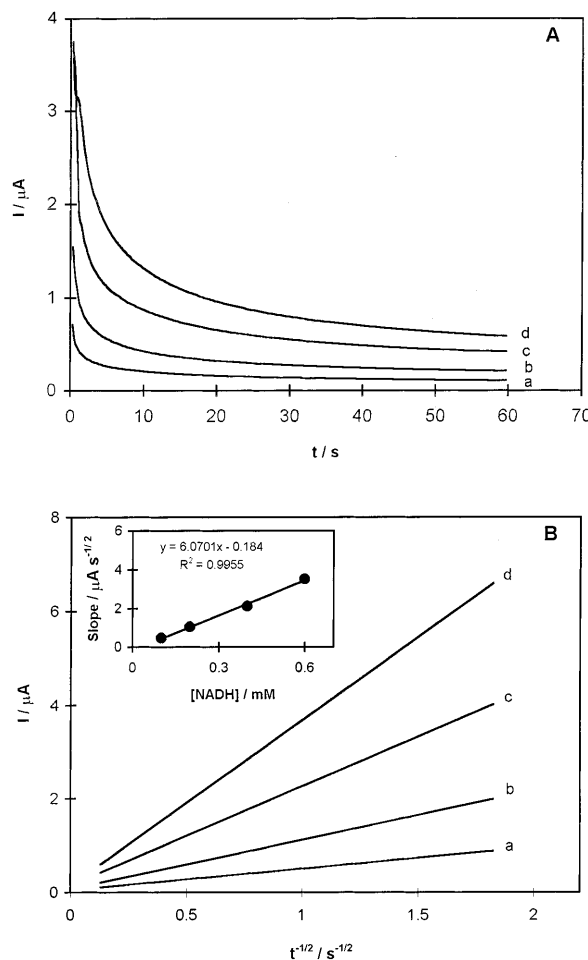 A
4
3
2
1
0
I / μA
d
c
b
a
0 10 20 30 40 50 60 70
t / s
B
8
6
4
2
0
I / μA
6
4
2
0
Slope / μA s^-1/2
y = 6.0701x - 0.184
R² = 0.9955
0 0.3 0.6
[NADH] / mM
d
c
b
a
0 0.5 1 1.5 2
t^-1/2 / s^-1/2